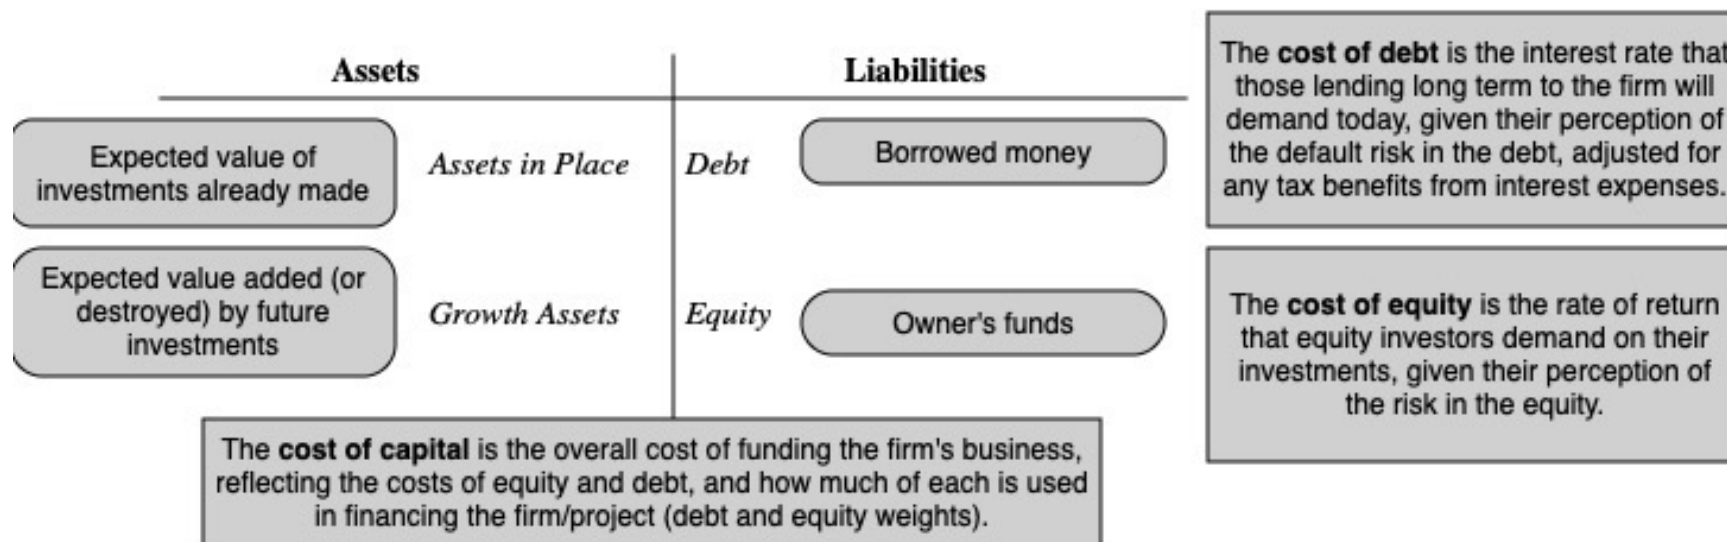 Assets
Liabilities
Expected value of
investments already made
Assets in Place
Debt
Borrowed money
Expected value added (or
destroyed) by future
investments
Growth Assets
Equity
Owner's funds
The cost of capital is the overall cost of funding the firm's business,
reflecting the costs of equity and debt, and how much of each is used
in financing the firm/project (debt and equity weights).
The cost of debt is the interest rate that
those lending long term to the firm will
demand today, given their perception of
the default risk in the debt, adjusted for
any tax benefits from interest expenses.
The cost of equity is the rate of return
that equity investors demand on their
investments, given their perception of
the risk in the equity.